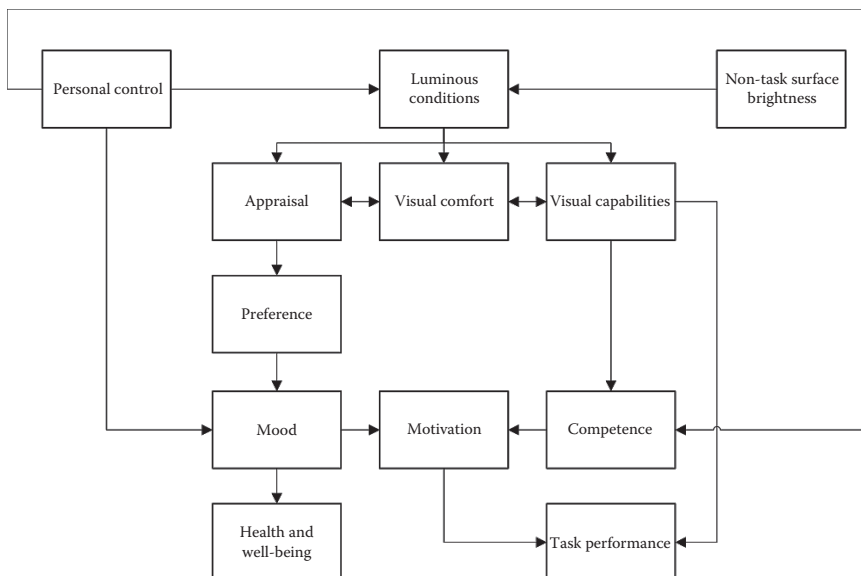 Personal control
Luminous
conditions
Non-task surface
brightness
Appraisal
Visual comfort
Visual capabilities
Preference
Mood
Motivation
Competence
Health and
well-being
Task performance